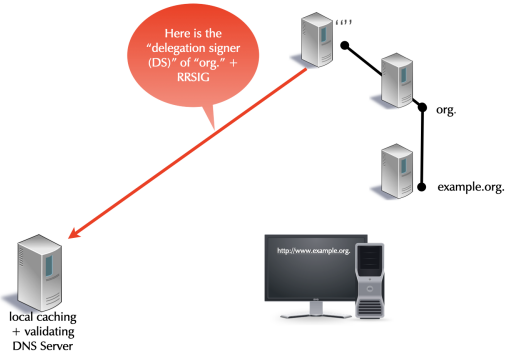 Here is the
“delegation signer
(DS)” of “org.” +
RRSIG
“”
org.
example.org.
http://www.example.org.
local caching
+ validating
DNS Server